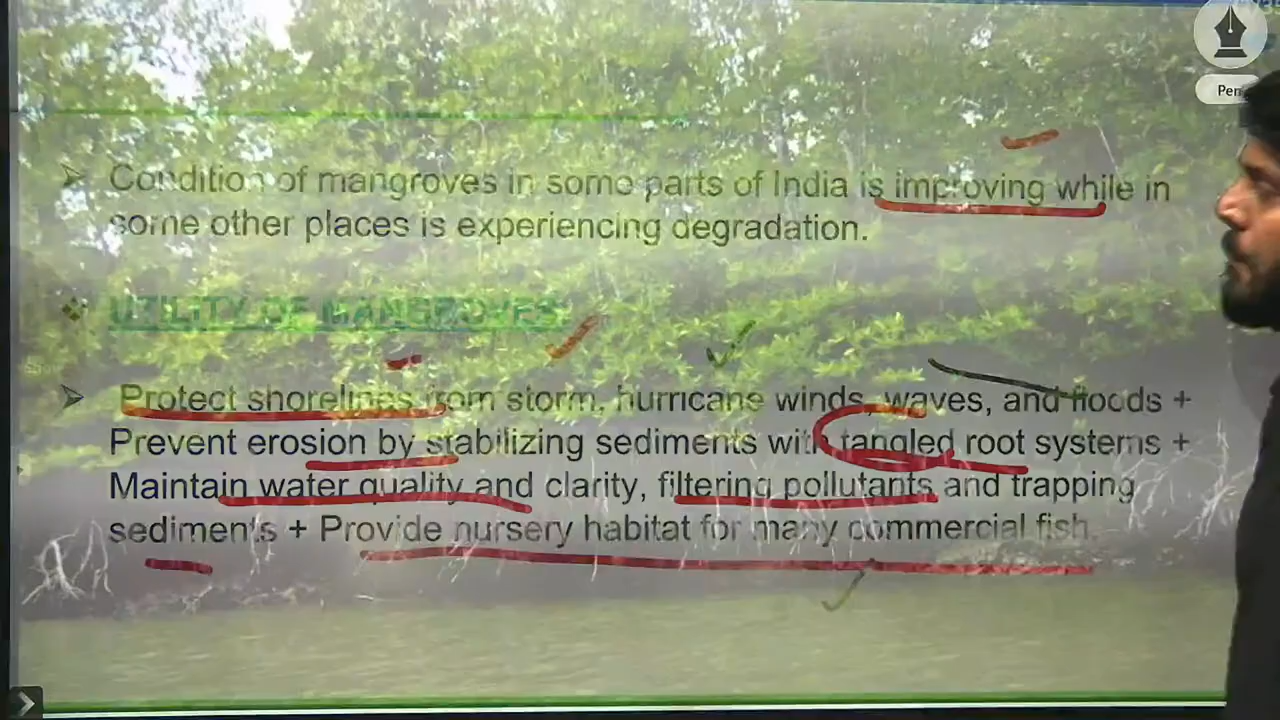 Condition of mangroves in some parts of India is improving while in
some other places is experiencing degradation.
UTILITY OF MANGROVES:
Protect shorelines from storm, hurricane winds, waves, and floods +
Prevent erosion by stabilizing sediments with tangled root systems +
Maintain water quality and clarity, filtering pollutants and trapping
sediments + Provide nursery habitat for many commercial fish.
Pen